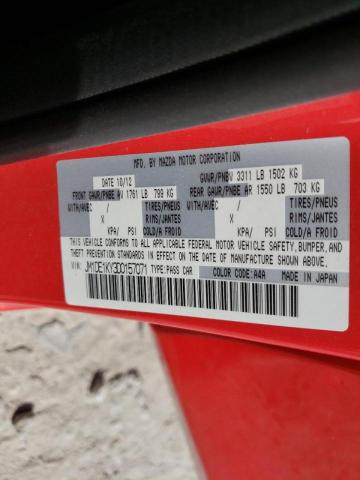 MFD. BY MAZDA MOTOR CORPORATION
DATE 10/12 GVWR/PNBV 3311 LB 1502 KG
FRONT GAWR/PNBE AV 1761 LB 799 KG REAR GAWR/PNBE AR 1550 LB 703 KG
WITH/AVEC / TIRES/PNEUS WITH/AVEC / TIRES/PNEUS
X RIMS/JANTES X RIMS/JANTES
KPA/ PSI COLD/A FROID KPA/ PSI COLD/A FROID
THIS VEHICLE CONFORMS TO ALL APPLICABLE FEDERAL MOTOR VEHICLE SAFETY, BUMPER, AND
THEFT PREVENTION STANDARDS IN EFFECT ON THE DATE OF MANUFACTURE SHOWN ABOVE.
VIN: JM1DE1KY3D0157071 TYPE PASS CAR COLOR CODE: A4A
MADE IN JAPAN